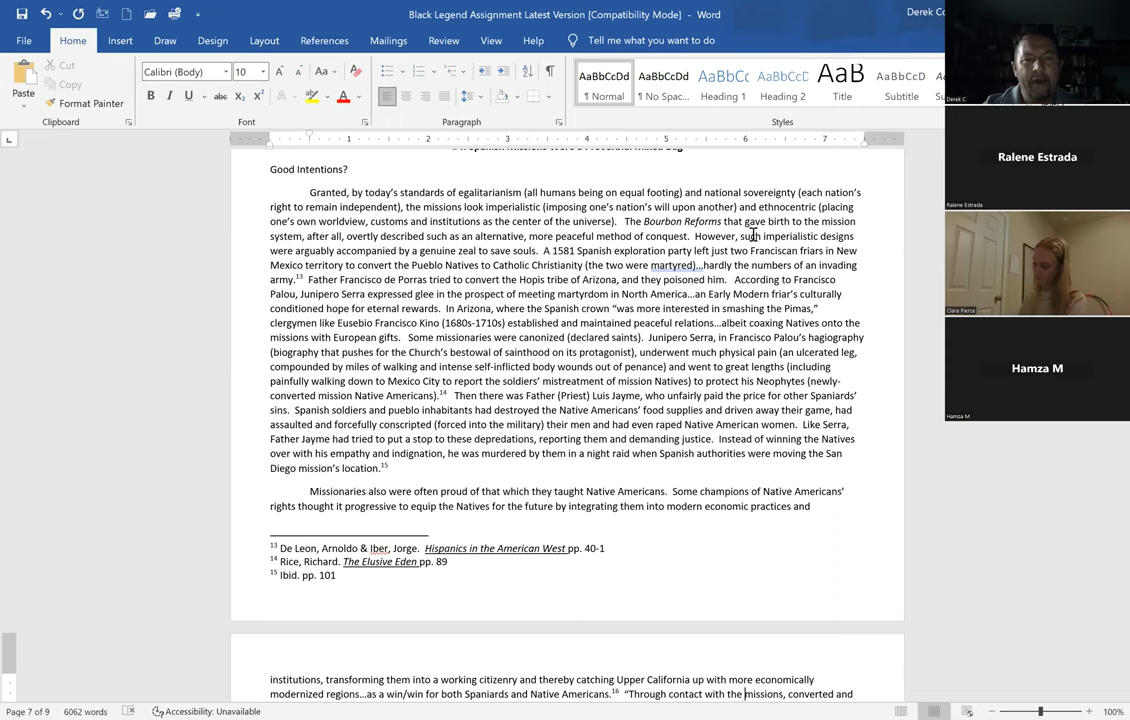 Black Legend Assignment Latest Version [Compatibility Mode] - Word
Derek Co
File Home Insert Draw Design Layout References Mailings Review View Help Tell me what you want to do
Paste
Cut
Copy
Format Painter
Calibri (Body) 10
AaBbCcDd AaBbCcDd AaBbCc AaBbCcD AaB AaBbCcD AaBbCcDd
¶ Normal ¶ No Spac... Heading 1 Heading 2 Title Subtitle
Clipboard Font Paragraph Styles
1 2 3 4 5 6 7
Good Intentions?
Granted, by today's standards of egalitarianism (all humans being on equal footing) and national sovereignty (each nation's
right to remain independent), the missions look imperialistic (imposing one's nation's will upon another) and ethnocentric (placing
one's own worldview, customs and institutions as the center of the universe). The Bourbon Reforms that gave birth to the mission
system, after all, overtly described such as an alternative, more peaceful method of conquest. However, such imperialistic designs
were arguably accompanied by a genuine zeal to save souls. A 1581 Spanish exploration party left just two Franciscan friars in New
Mexico territory to convert the Pueblo Natives to Catholic Christianity (the two were martyred)...hardly the numbers of an invading
army.13 Father Francisco de Porras tried to convert the Hopis tribe of Arizona, and they poisoned him. According to Francisco
Palou, Junipero Serra expressed glee in the prospect of meeting martyrdom in North America...an Early Modern friar's culturally
conditioned hope for eternal rewards. In Arizona, where the Spanish crown "was more interested in smashing the Pimas,"
clergymen like Eusebio Francisco Kino (1680s-1710s) established and maintained peaceful relations...albeit coaxing Natives onto the
missions with European gifts. Some missionaries were canonized (declared saints). Junipero Serra, in Francisco Palou's hagiography
(biography that pushes for the Church's bestowal of sainthood on its protagonist), underwent much physical pain (an ulcerated leg,
compounded by miles of walking and intense self-inflicted body wounds out of penance) and went to great lengths (including
painfully walking down to Mexico City to report the soldiers' mistreatment of mission Natives) to protect his Neophytes (newly-
converted mission Native Americans).14 Then there was Father (Priest) Luis Jayme, who unfairly paid the price for other Spaniards'
sins. Spanish soldiers and pueblo inhabitants had destroyed the Native Americans' food supplies and driven away their game, had
assaulted and forcefully conscripted (forced into the military) their men and had even raped Native American women. Like Serra,
Father Jayme had tried to put a stop to these depredations, reporting them and demanding justice. Instead of winning the Natives
over with his empathy and indignation, he was murdered by them in a night raid when Spanish authorities were moving the San
Diego mission's location.15
Missionaries also were often proud of that which they taught Native Americans. Some champions of Native Americans'
rights thought it progressive to equip the Natives for the future by integrating them into modern economic practices and
13 De Leon, Arnoldo & Iber, Jorge. Hispanics in the American West pp. 40-1
14 Rice, Richard. The Elusive Eden pp. 89
15 Ibid. pp. 101
institutions, transforming them into a working citizenry and thereby catching Upper California up with more economically
modernized regions...as a win/win for both Spaniards and Native Americans.16 "Through contact with the missions, converted and
Page 7 of 9 6062 words Accessibility: Unavailable 100%
Derek C
Ralene Estrada
Ralene Estrada
Clara Pierce
Hamza M
Hamza M